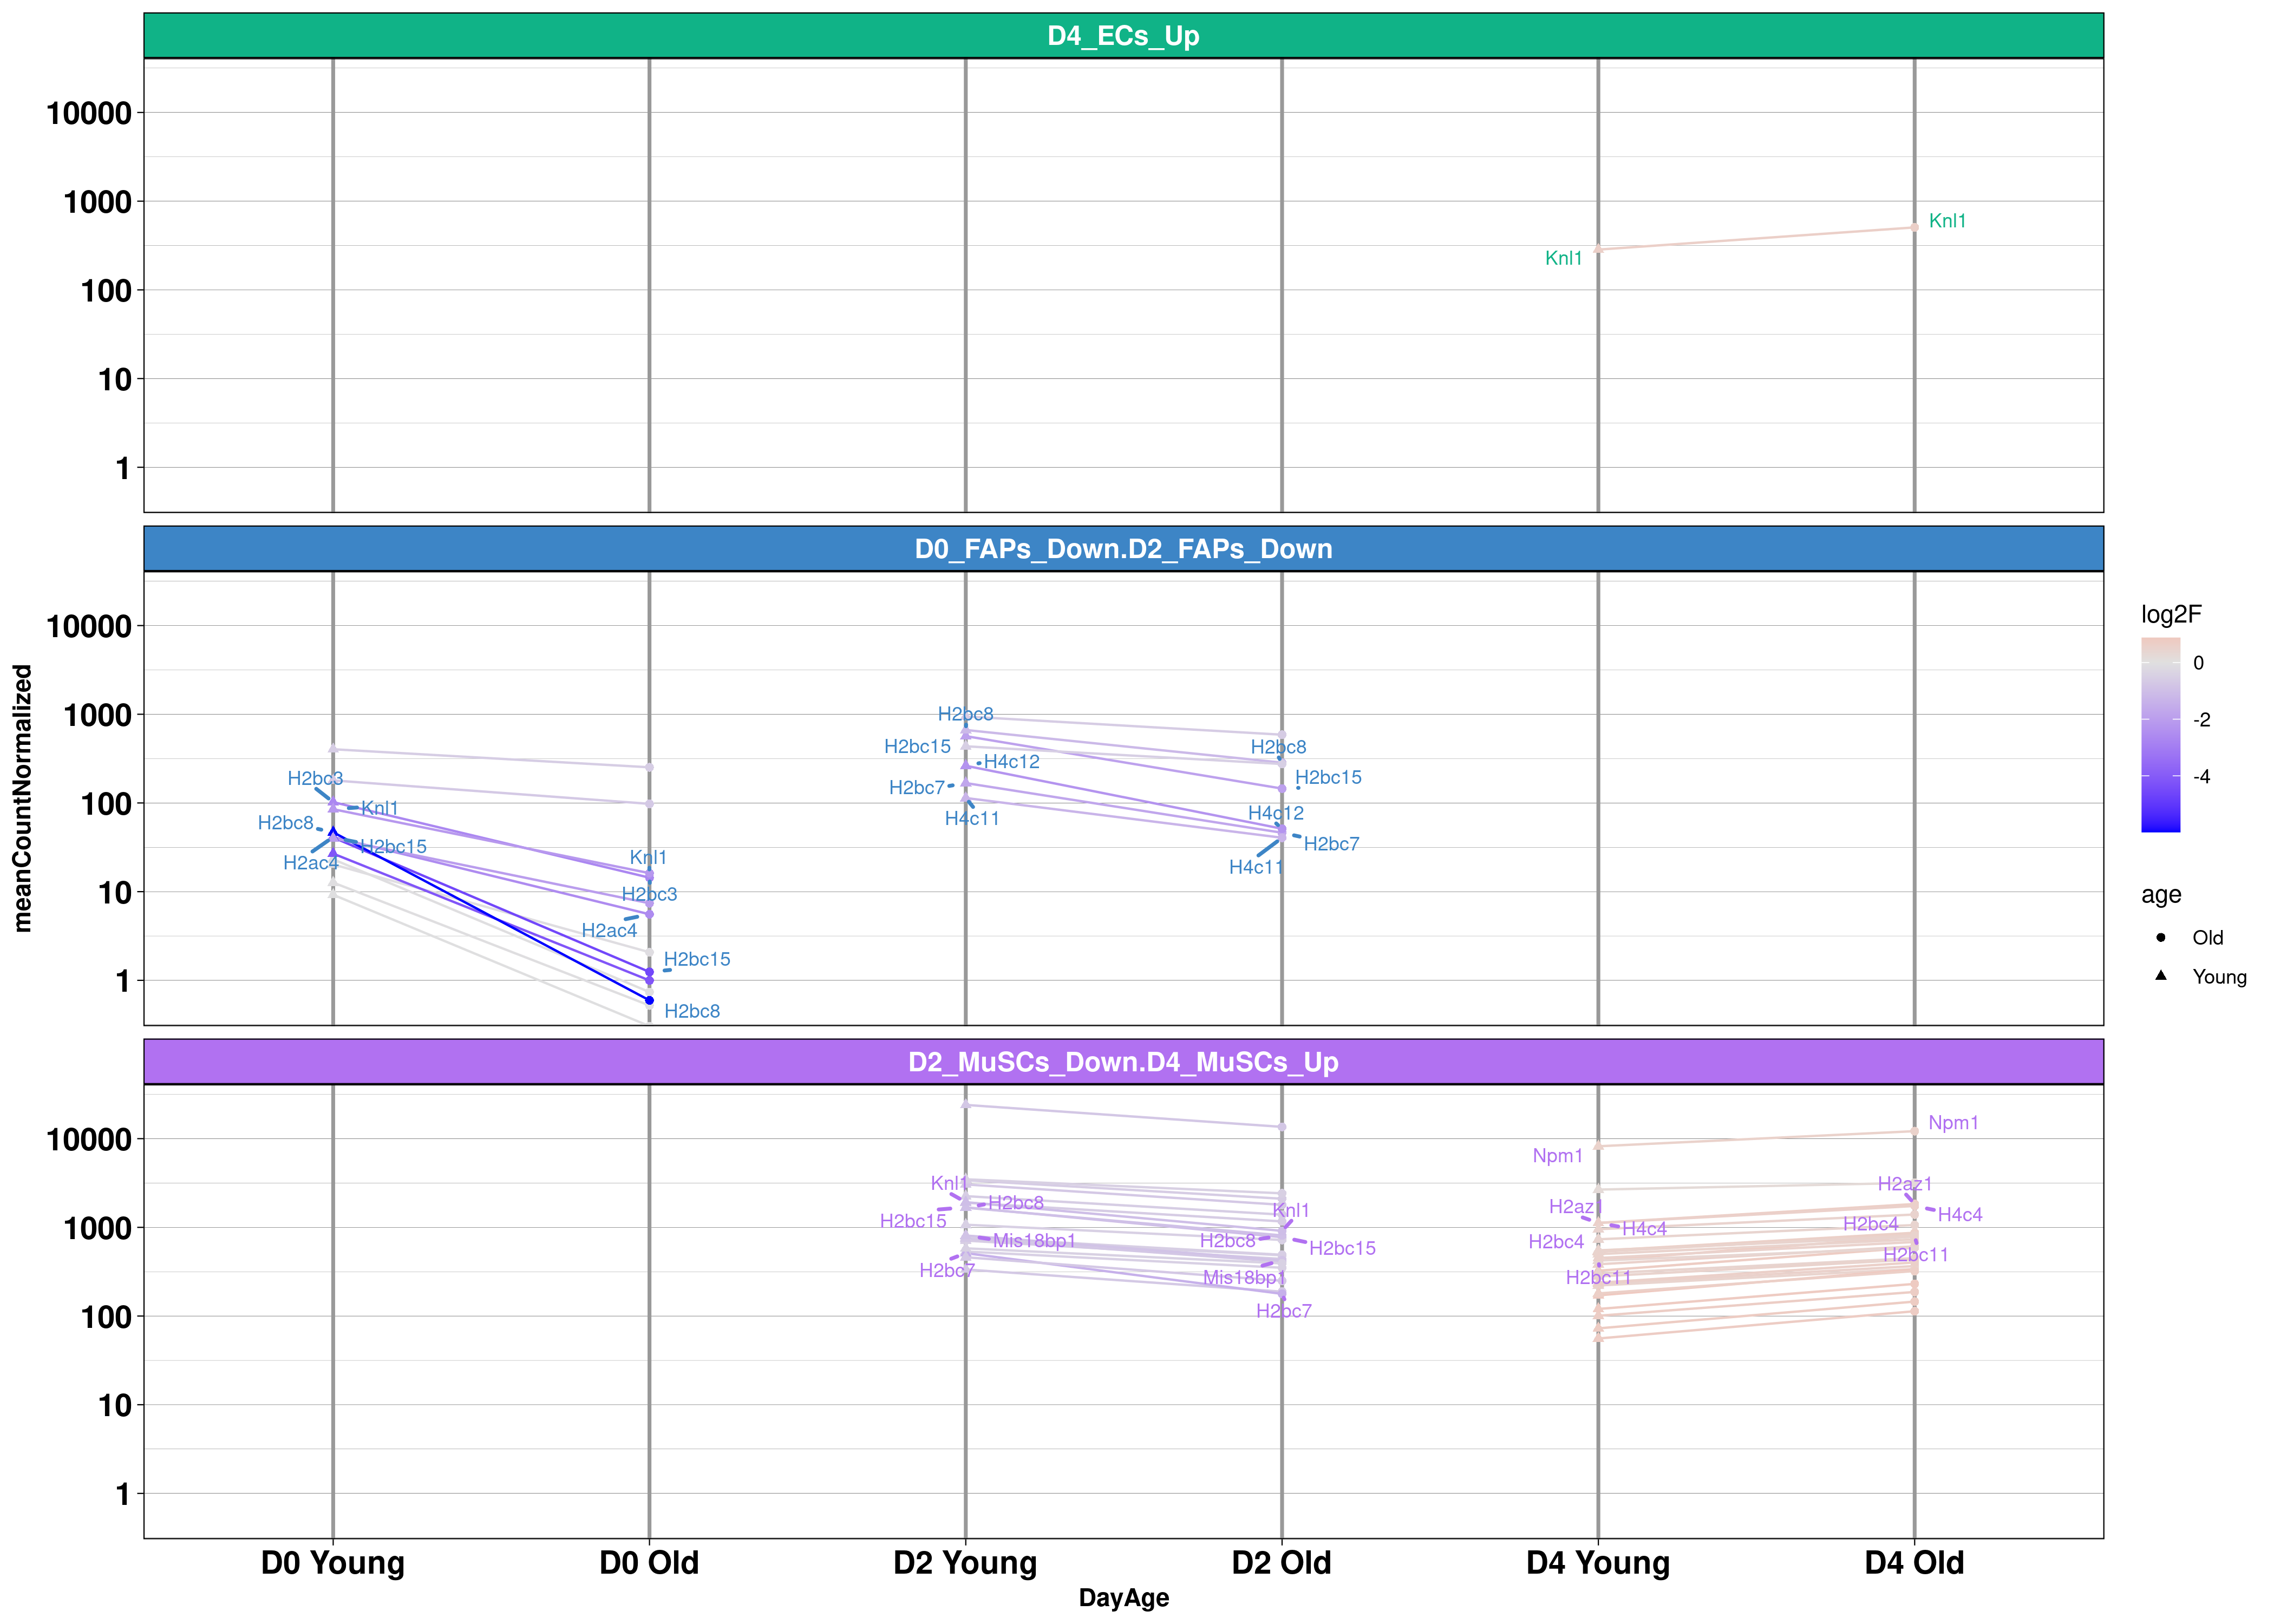 D4_ECs_Up
10000
1000
100
10
1
Knl1
Knl1
D0_FAPs_Down.D2_FAPs_Down
10000
1000
100
10
1
H2bc3
Knl1
H2bc8
H2bc15
H2ac4
Knl1
H2bc3
H2ac4
H2bc15
H2bc8
H2bc8
H2bc15
H4c12
H2bc7
H4c11
H2bc8
H2bc15
H4c12
H2bc7
H4c11
D2_MuSCs_Down.D4_MuSCs_Up
10000
1000
100
10
1
Knl1
H2bc8
H2bc15
Mis18bp1
H2bc7
Knl1
H2bc8
H2bc15
Mis18bp1
H2bc7
Npm1
H2az1
H4c4
H2bc4
H2bc11
Npm1
H2az1
H4c4
H2bc4
H2bc11
D0 Young
D0 Old
D2 Young
D2 Old
D4 Young
D4 Old
DayAge
meanCountNormalized
log2F
0
-2
-4
age
Old
Young